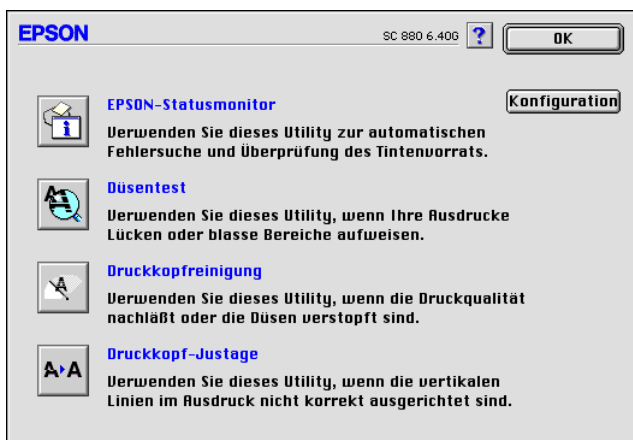 EPSON
SC 880 6.40G
?
OK
Konfiguration
EPSON-Statusmonitor
Verwenden Sie dieses Utility zur automatischen
Fehlersuche und Überprüfung des Tintenvorrats.
Düsentest
Verwenden Sie dieses Utility, wenn Ihre Ausdrucke
Lücken oder blasse Bereiche aufweisen.
Druckkopfreinigung
Verwenden Sie dieses Utility, wenn die Druckqualität
nachläßt oder die Düsen verstopft sind.
Druckkopf-Justage
Verwenden Sie dieses Utility, wenn die vertikalen
Linien im Ausdruck nicht korrekt ausgerichtet sind.